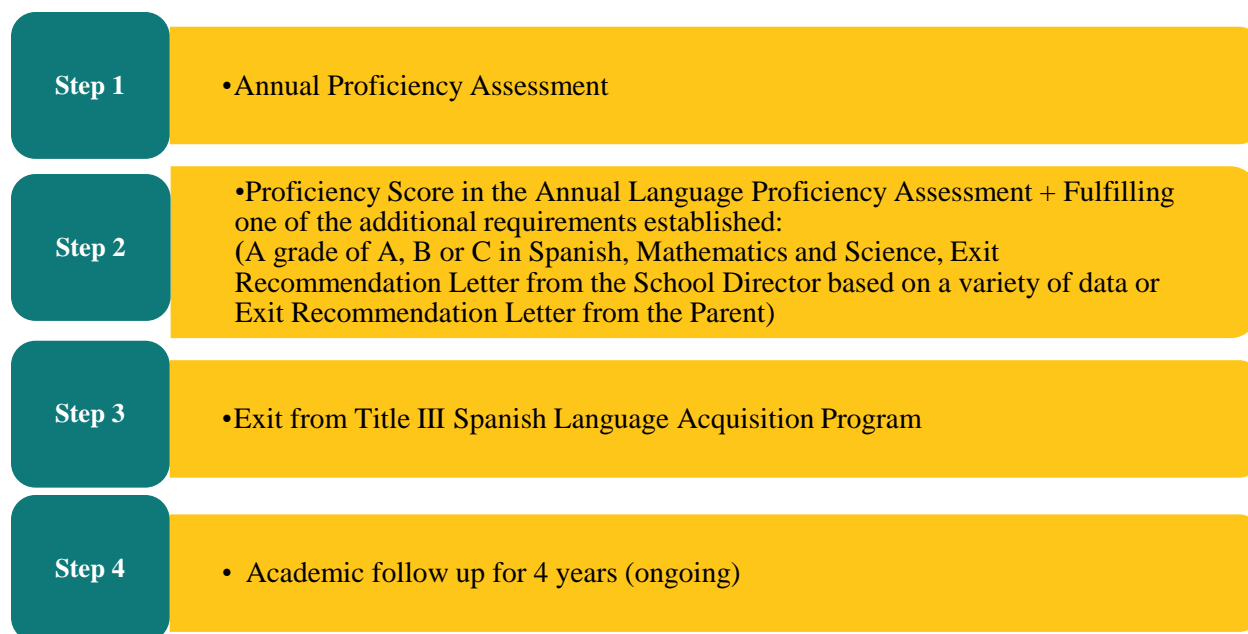 Step 1
•Annual Proficiency Assessment
Step 2
•Proficiency Score in the Annual Language Proficiency Assessment + Fulfilling
one of the additional requirements established:
(A grade of A, B or C in Spanish, Mathematics and Science, Exit
Recommendation Letter from the School Director based on a variety of data or
Exit Recommendation Letter from the Parent)
Step 3
•Exit from Title III Spanish Language Acquisition Program
Step 4
• Academic follow up for 4 years (ongoing)